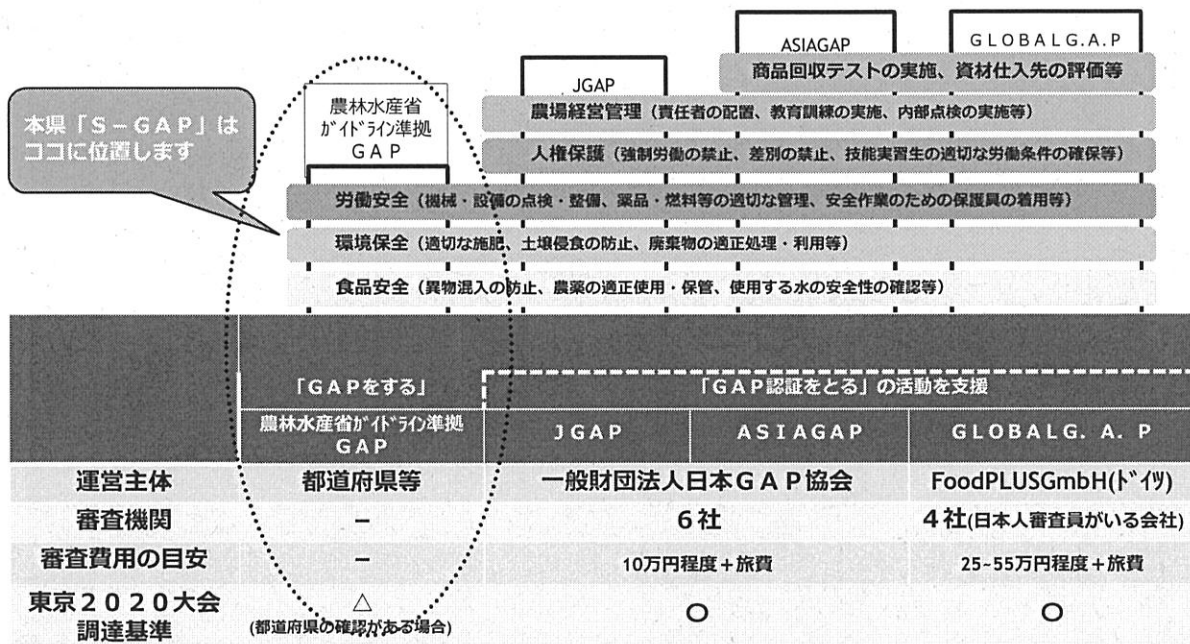 ASIAGAP
GLOBALG.A.P
商品回収テストの実施、資材仕入先の評価等
JGAP
農場経営管理（責任者の配置、教育訓練の実施、内部点検の実施等）
本県「S－GAP」は
ココに位置します
農林水産省
ガイドライン準拠
GAP
人権保護（強制労働の禁止、差別の禁止、技能実習生の適切な労働条件の確保等）
労働安全（機械・設備の点検・整備、薬品・燃料等の適切な管理、安全作業のための保護具の着用等）
環境保全（適切な施肥、土壌侵食の防止、廃棄物の適正処理・利用等）
食品安全（異物混入の防止、農薬の適正使用・保管、使用する水の安全性の確認等）
「GAPをする」
「GAP認証をとる」の活動を支援
農林水産省ガイドライン準拠
GAP
JGAP
ASIAGAP
GLOBALG. A. P
運営主体
都道府県等
一般財団法人日本GAP協会
FoodPLUSGmbH(ドイツ)
審査機関
－
6社
4社(日本人審査員がいる会社)
審査費用の目安
－
10万円程度＋旅費
25~55万円程度＋旅費
東京2020大会
調達基準
△
(都道府県の確認がある場合)
○
○